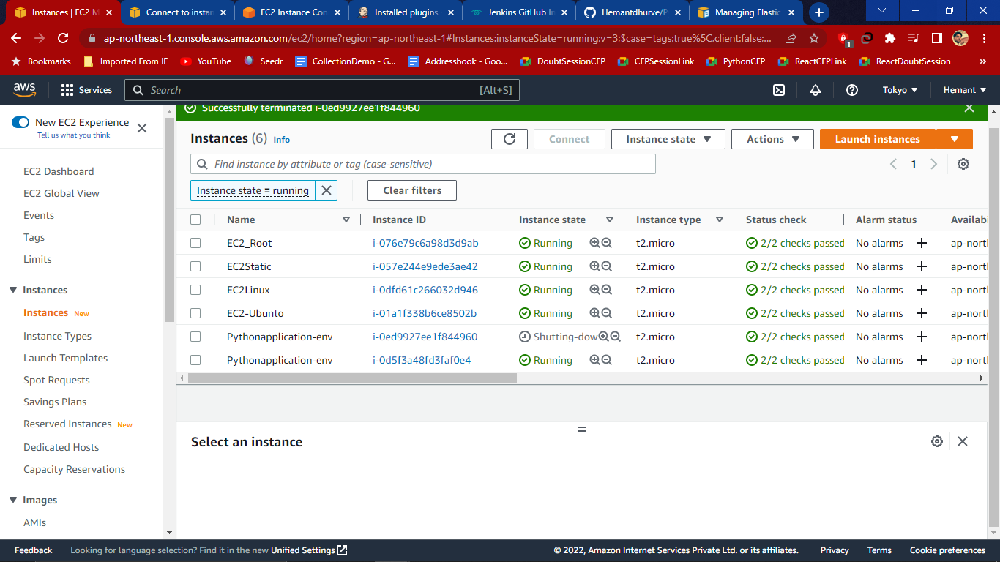 Instances | EC2 M
Connect to instan
EC2 Instance Con
Installed plugins
Jenkins GitHub In
Hemantdhurve/P
Managing Elastic
ap-northeast-1.console.aws.amazon.com/ec2/home?region=ap-northeast-1#Instances:instanceState=running;v=3;$case=tags:true%5C,client:false;...
1
Bookmarks
Imported From IE
YouTube
Seedr
CollectionDemo - G...
Addressbook - Goo...
DoubtSessionCFP
CFPSessionLink
PythonCFP
ReactCFPLink
ReactDoubtSession
»
aws
Services
Search
[Alt+S]
Tokyo
Hemant
New EC2 Experience
Tell us what you think
EC2 Dashboard
EC2 Global View
Events
Tags
Limits
Instances
Instances New
Instance Types
Launch Templates
Spot Requests
Savings Plans
Reserved Instances New
Dedicated Hosts
Capacity Reservations
Images
AMIs
Successfully terminated i-0ed9927ee1f844960
Instances (6) Info
Connect
Instance state
Actions
Launch instances
Find instance by attribute or tag (case-sensitive)
1
Instance state = running
Clear filters
Name Instance ID Instance state Instance type Status check Alarm status Availab
EC2_Root i-076e79c6a98d3d9ab Running t2.micro 2/2 checks passed No alarms ap-nort
EC2Static i-057e244e9ede3ae42 Running t2.micro 2/2 checks passed No alarms ap-nort
EC2Linux i-0dfd61c266032d946 Running t2.micro 2/2 checks passed No alarms ap-nort
EC2-Ubunto i-01a1f338b6ce8502b Running t2.micro 2/2 checks passed No alarms ap-nort
Pythonapplication-env i-0ed9927ee1f844960 Shutting-dow t2.micro 2/2 checks passed No alarms ap-nort
Pythonapplication-env i-0d5f3a48fd3faf0e4 Running t2.micro 2/2 checks passed No alarms ap-nort
Select an instance
Feedback
Looking for language selection? Find it in the new Unified Settings
© 2022, Amazon Internet Services Private Ltd. or its affiliates.
Privacy
Terms
Cookie preferences